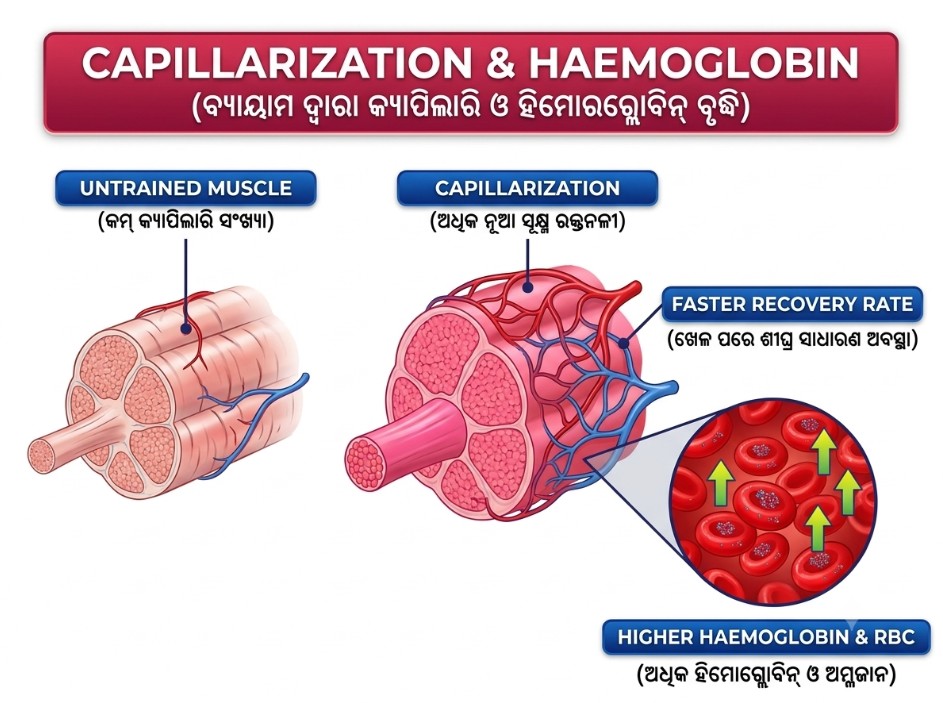 CAPILLARIZATION & HAEMOGLOBIN
(ବ୍ୟାୟାମ ଦ୍ୱାରା କ୍ୟାପିଲାରି ଓ ହିମୋରଗ୍ଲୋବିନ୍ ବୃଦ୍ଧି)
UNTRAINED MUSCLE
(କମ୍ କ୍ୟାପିଲାରି ସଂଖ୍ୟା)
CAPILLARIZATION
(ଅଧିକ ନୂଆ ସୂକ୍ଷ୍ମ ରକ୍ତନଳୀ)
FASTER RECOVERY RATE
(ଖେଳ ପରେ ଶୀଘ୍ର ସାଧାରଣ ଅବସ୍ଥା)
HIGHER HAEMOGLOBIN & RBC
(ଅଧିକ ହିମୋଗ୍ଲୋବିନ୍ ଓ ଅମ୍ଳଜାନ)